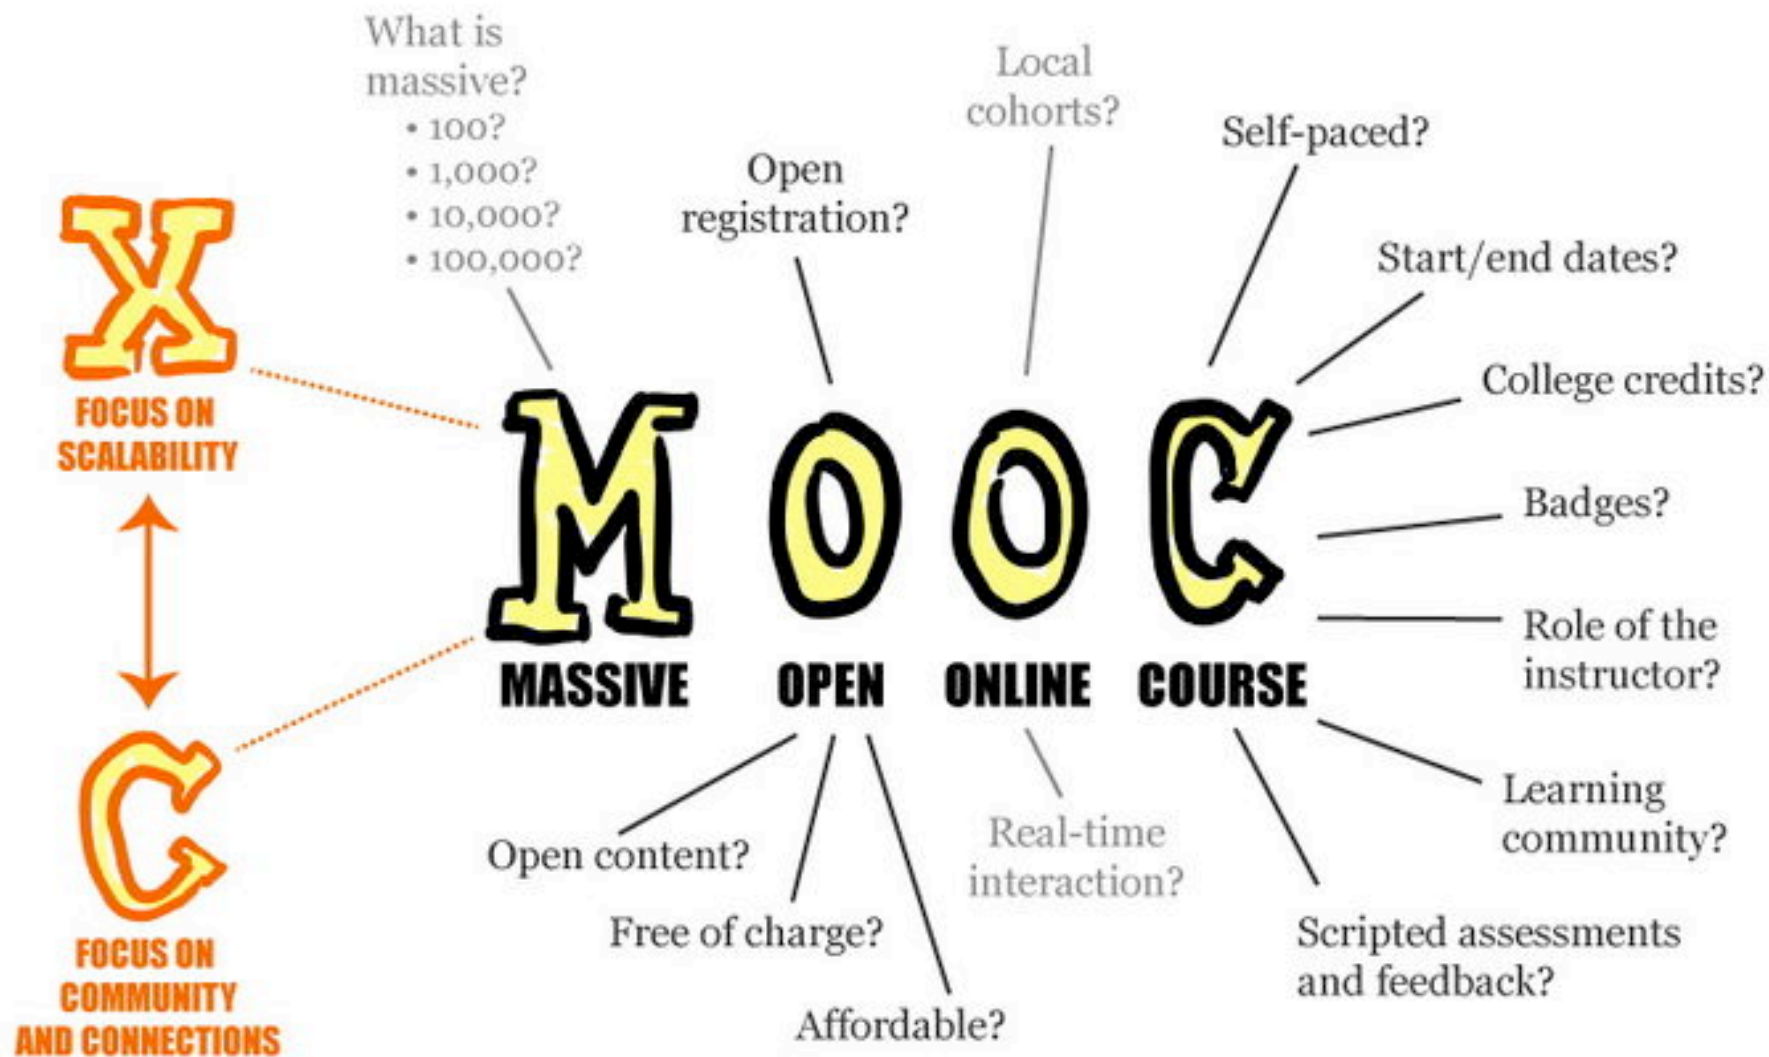 What is
massive?
• 100?
• 1,000?
• 10,000?
• 100,000?
Open
registration?
Local
cohorts?
Self-paced?
Start/end dates?
College credits?
Badges?
Role of the
instructor?
Learning
community?
Scripted assessments
and feedback?
X
FOCUS ON
SCALABILITY
C
FOCUS ON
COMMUNITY
AND CONNECTIONS
MOOC
MASSIVE OPEN ONLINE COURSE
Open content?
Free of charge?
Affordable?
Real-time
interaction?